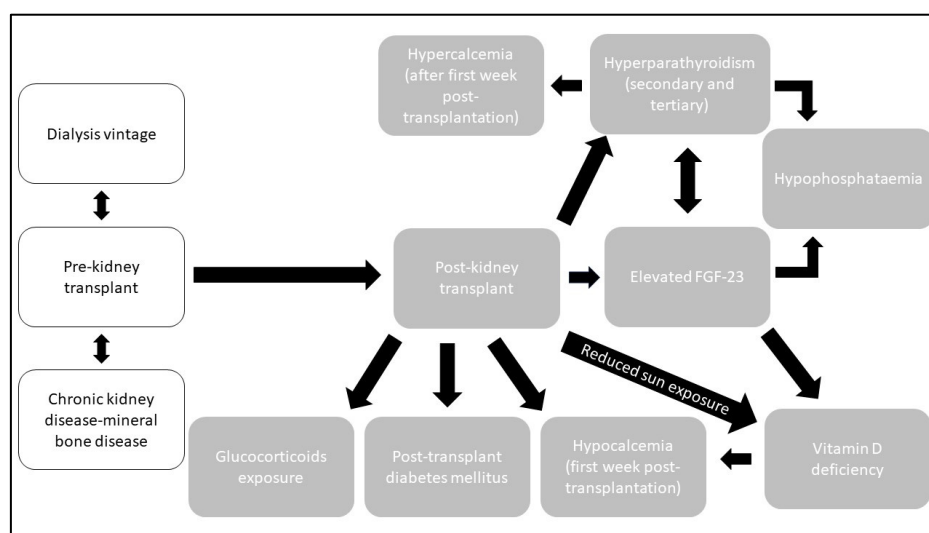 Hypercalcemia
(after first week
post-
transplantation)
Hyperparathyroidism
(secondary and
tertiary)
Dialysis vintage
Hypophosphataemia
Pre-kidney
transplant
Post-kidney
transplant
Elevated FGF-23
Reduced sun exposure
Chronic kidney
disease-mineral
bone disease
Glucocorticoids
exposure
Post-transplant
diabetes mellitus
Hypocalcemia
(first week post-
transplantation)
Vitamin D
deficiency